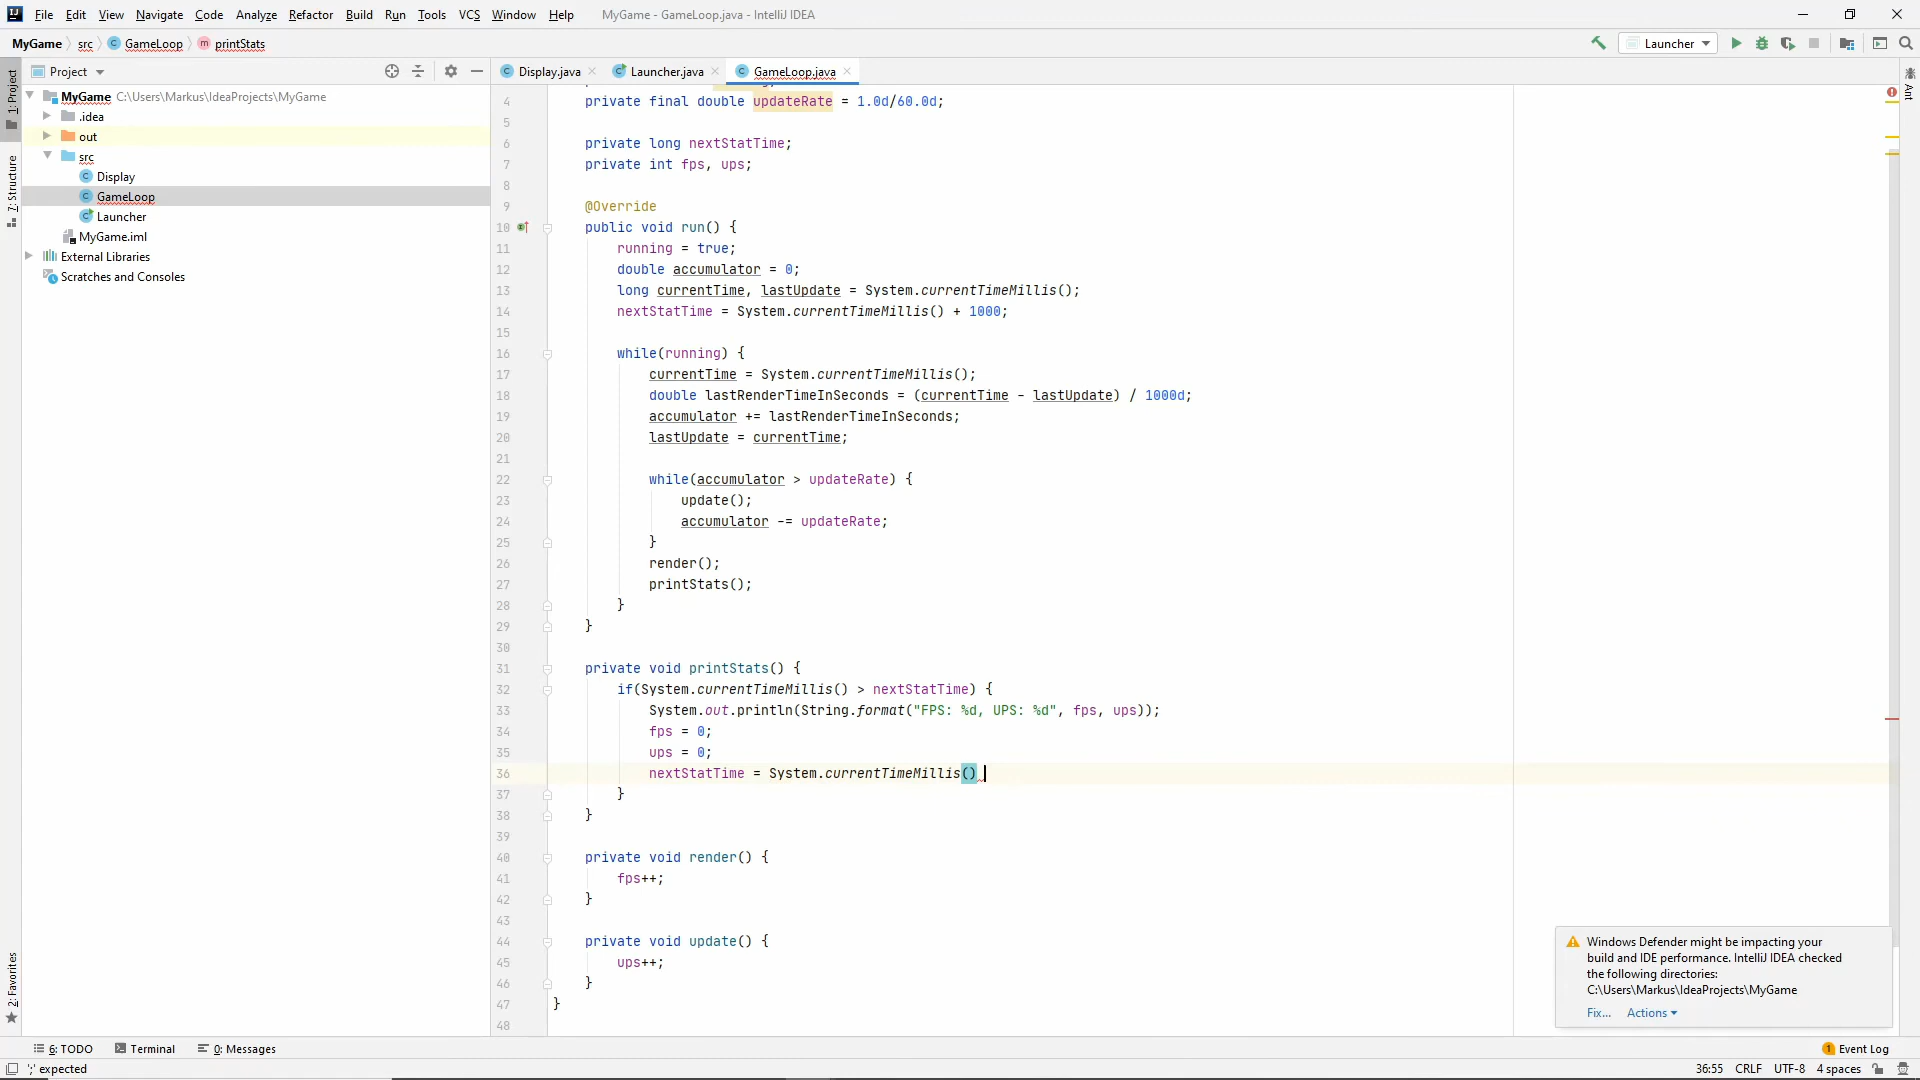 File Edit View Navigate Code Analyze Refactor Build Run Tools VCS Window Help MyGame - GameLoop.java - IntelliJ IDEA
MyGame src GameLoop printStats Launcher
Project
Display.java Launcher.java GameLoop.java
1: Project
7: Structure
2: Favorites
Ant
MyGame C:\Users\Markus\IdeaProjects\MyGame
.idea
out
src
Display
GameLoop
Launcher
MyGame.iml
External Libraries
Scratches and Consoles
4 private final double updateRate = 1.0d/60.0d;
5
6 private long nextStatTime;
7 private int fps, ups;
8
9 @Override
10 public void run() {
11 running = true;
12 double accumulator = 0;
13 long currentTime, lastUpdate = System.currentTimeMillis();
14 nextStatTime = System.currentTimeMillis() + 1000;
15
16 while(running) {
17 currentTime = System.currentTimeMillis();
18 double lastRenderTimeInSeconds = (currentTime - lastUpdate) / 1000d;
19 accumulator += lastRenderTimeInSeconds;
20 lastUpdate = currentTime;
21
22 while(accumulator > updateRate) {
23 update();
24 accumulator -= updateRate;
25 }
26 render();
27 printStats();
28 }
29 }
30
31 private void printStats() {
32 if(System.currentTimeMillis() > nextStatTime) {
33 System.out.println(String.format("FPS: %d, UPS: %d", fps, ups));
34 fps = 0;
35 ups = 0;
36 nextStatTime = System.currentTimeMillis()
37 }
38 }
39
40 private void render() {
41 fps++;
42 }
43
44 private void update() {
45 ups++;
46 }
47 }
48
Windows Defender might be impacting your
build and IDE performance. IntelliJ IDEA checked
the following directories:
C:\Users\Markus\IdeaProjects\MyGame
Fix... Actions
6: TODO Terminal 0: Messages 1 Event Log
';' expected 36:55 CRLF UTF-8 4 spaces